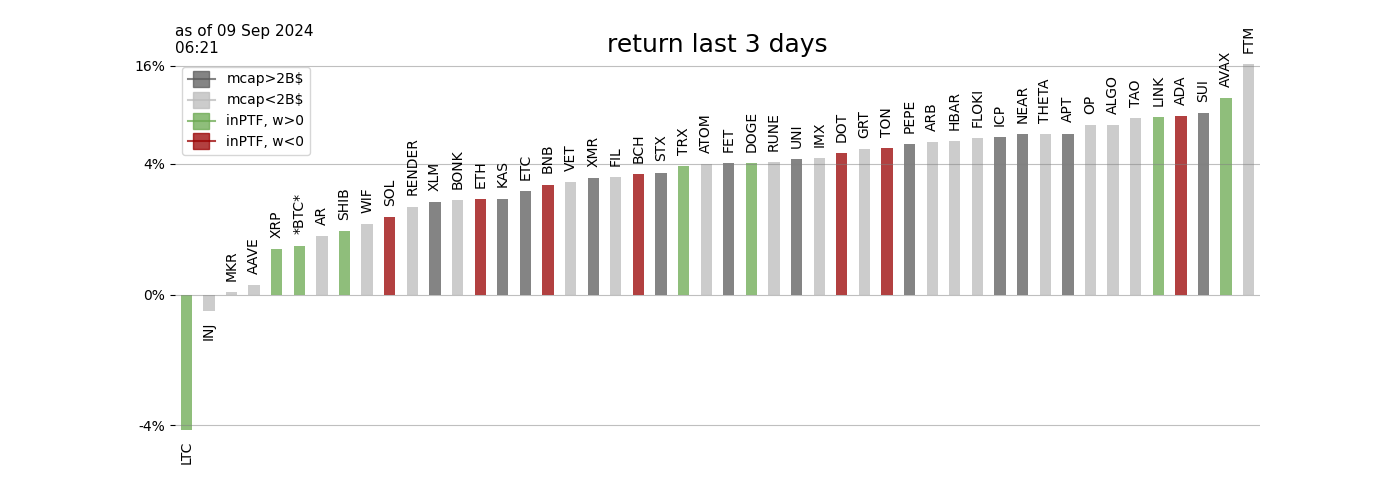 as of 09 Sep 2024
06:21
return last 3 days
mcap>2B$
mcap<2B$
inPTF, w>0
inPTF, w<0
16%
4%
0%
-4%
LTC
INJ
MKR
AAVE
XRP
*BTC*
AR
SHIB
WIF
SOL
RENDER
XLM
BONK
ETH
KAS
ETC
BNB
VET
XMR
FIL
BCH
STX
TRX
ATOM
FET
DOGE
RUNE
UNI
IMX
DOT
GRT
TON
PEPE
ARB
HBAR
FLOKI
ICP
NEAR
THETA
APT
OP
ALGO
TAO
LINK
ADA
SUI
AVAX
FTM